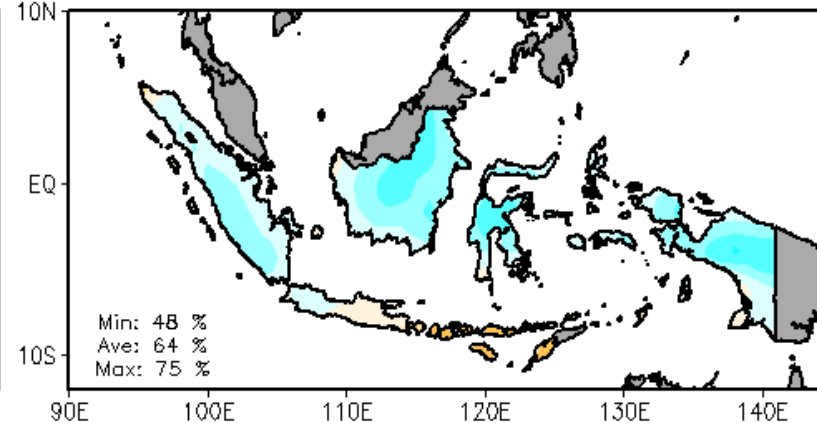 10N
EQ
10S
Min: 48 %
Ave: 64 %
Max: 75 %
90E 100E 110E 120E 130E 140E